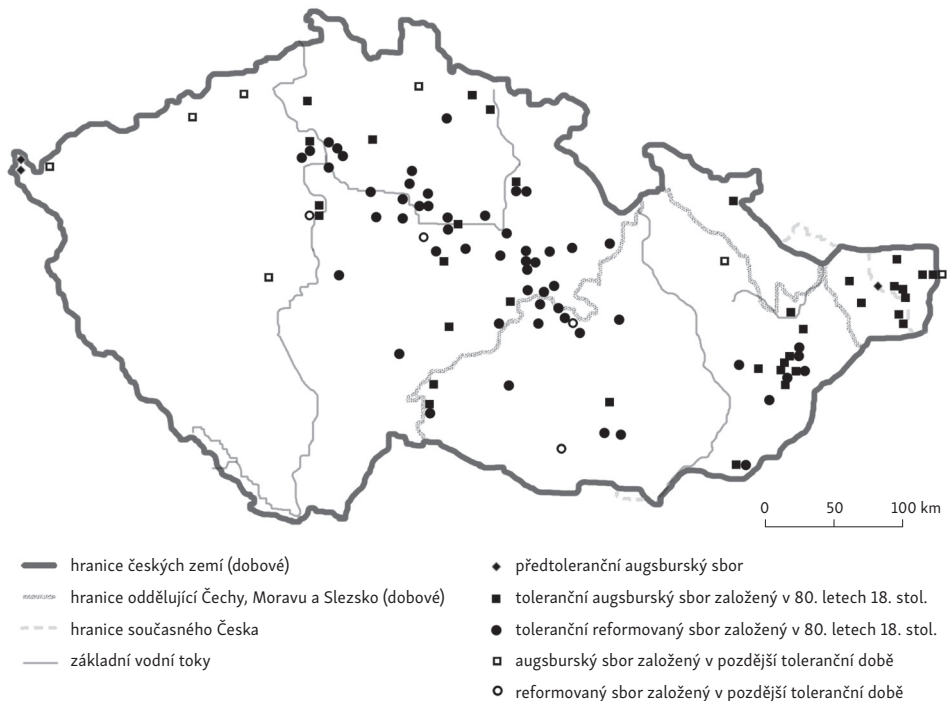 0 50 100 km
hranice českých zemí (dobové)
hranice oddělující Čechy, Moravu a Slezsko (dobové)
hranice současného Česka
základní vodní toky
předtoleranční augsburský sbor
toleranční augsburský sbor založený v 80. letech 18. stol.
toleranční reformovaný sbor založený v 80. letech 18. stol.
augsburský sbor založený v pozdější toleranční době
reformovaný sbor založený v pozdější toleranční době